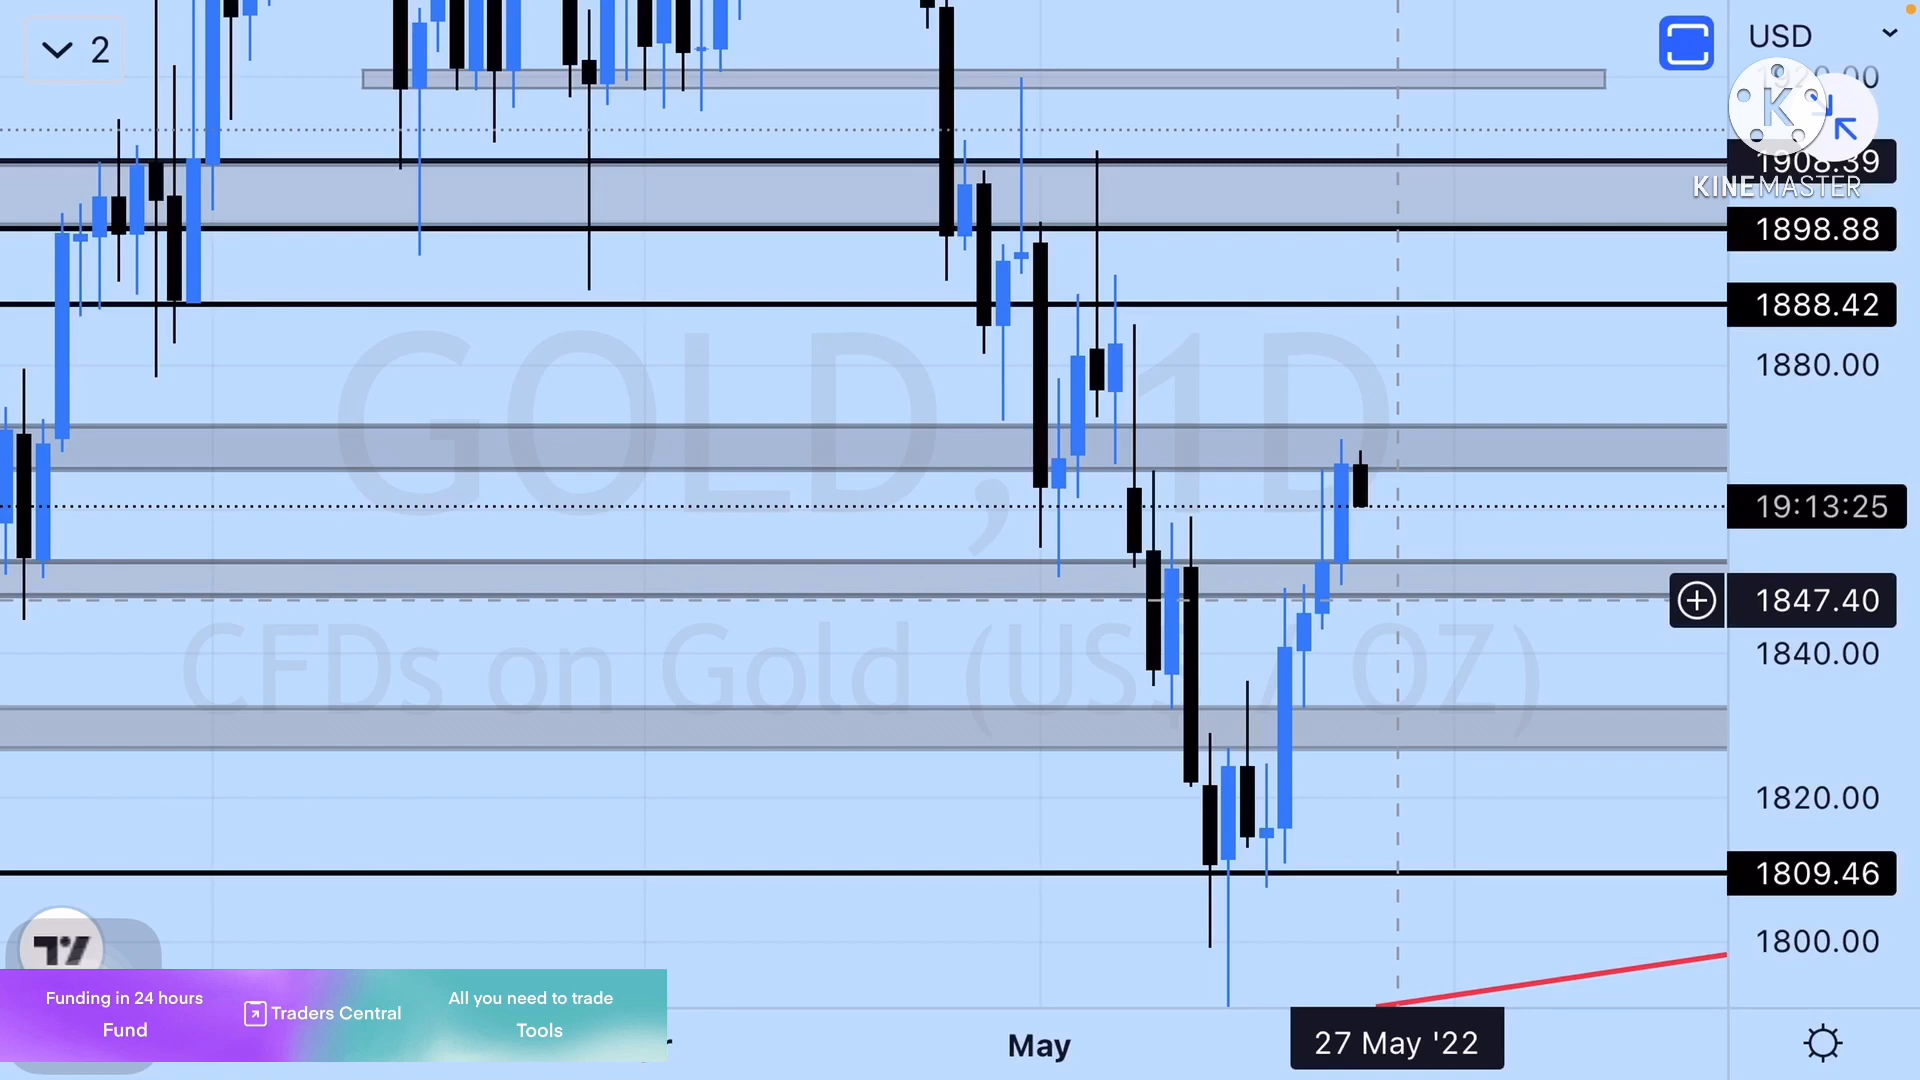 2
USD
K
1908.39
KINEMASTER
1898.88
1888.42
1880.00
GOLD, 1D
19:13:25
1847.40
1840.00
CFDs on Gold (US$ / OZ)
1820.00
1809.46
1800.00
Funding in 24 hours
Fund
Traders Central
All you need to trade
Tools
May
27 May '22